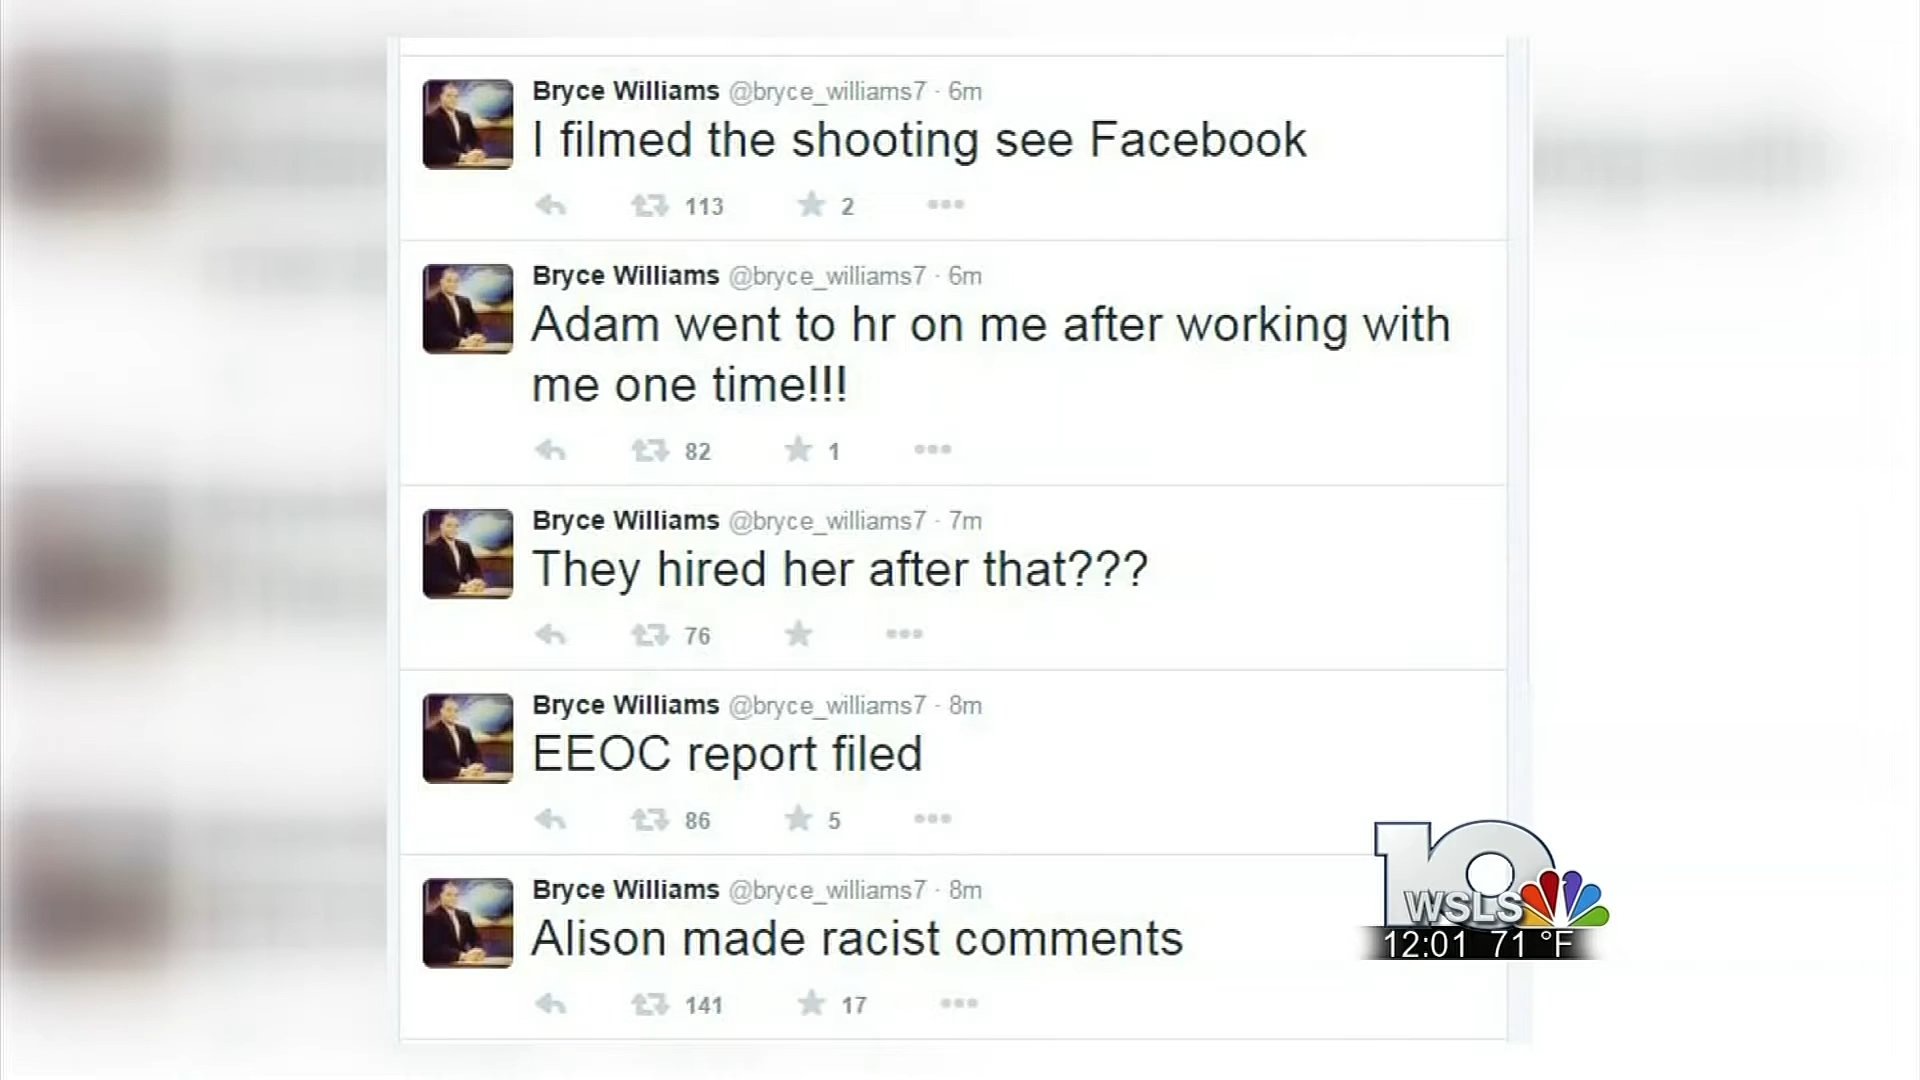 Bryce Williams @bryce_williams7 · 6m
I filmed the shooting see Facebook
113 2
Bryce Williams @bryce_williams7 · 6m
Adam went to hr on me after working with
me one time!!!
82 1
Bryce Williams @bryce_williams7 · 7m
They hired her after that???
76
Bryce Williams @bryce_williams7 · 8m
EEOC report filed
86 5
Bryce Williams @bryce_williams7 · 8m
Alison made racist comments
141 17
10
WSLS
12:01 71 °F